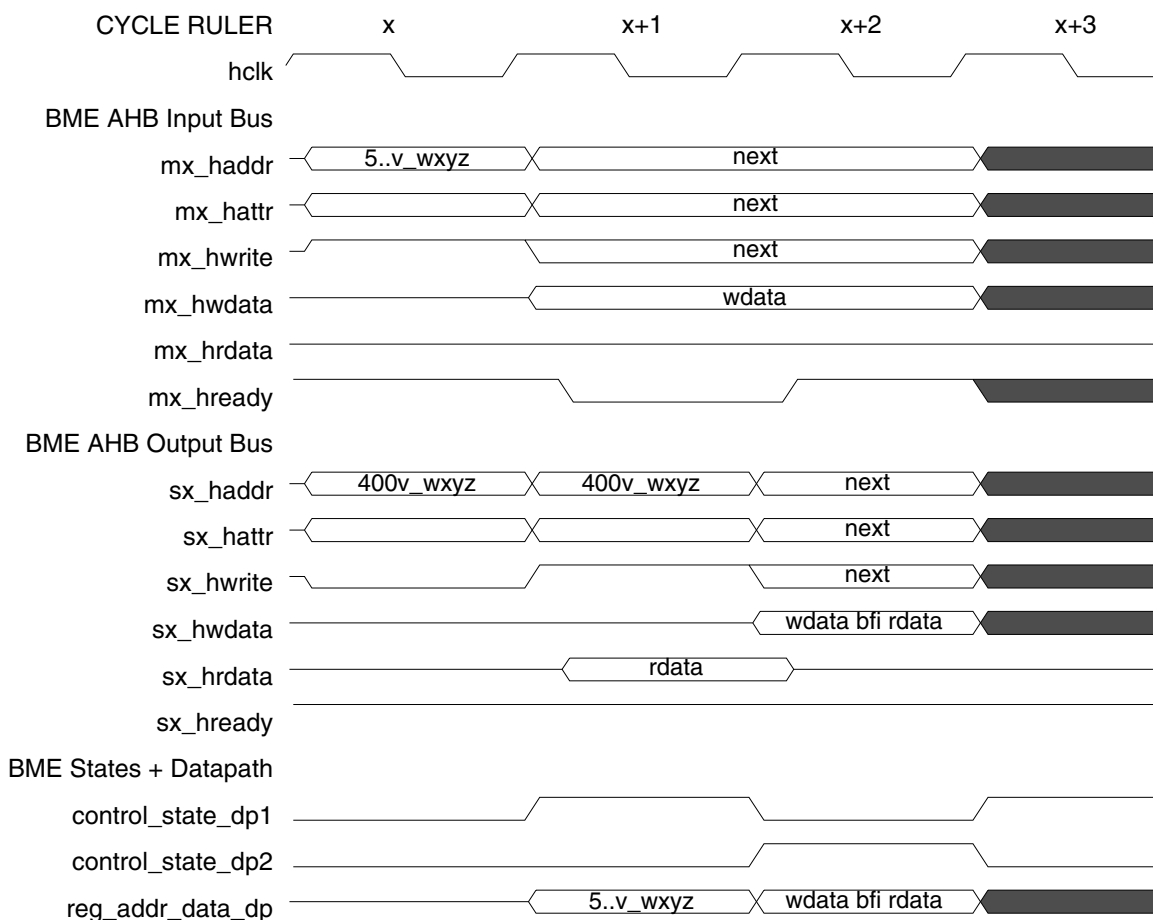 CYCLE RULER x x+1 x+2 x+3
hclk
BME AHB Input Bus
mx_haddr 5..v_wxyz next
mx_hattr next
mx_hwrite next
mx_hwdata wdata
mx_hrdata
mx_hready
BME AHB Output Bus
sx_haddr 400v_wxyz 400v_wxyz next
sx_hattr next
sx_hwrite next
sx_hwdata wdata bfi rdata
sx_hrdata rdata
sx_hready
BME States + Datapath
control_state_dp1
control_state_dp2
reg_addr_data_dp 5..v_wxyz wdata bfi rdata